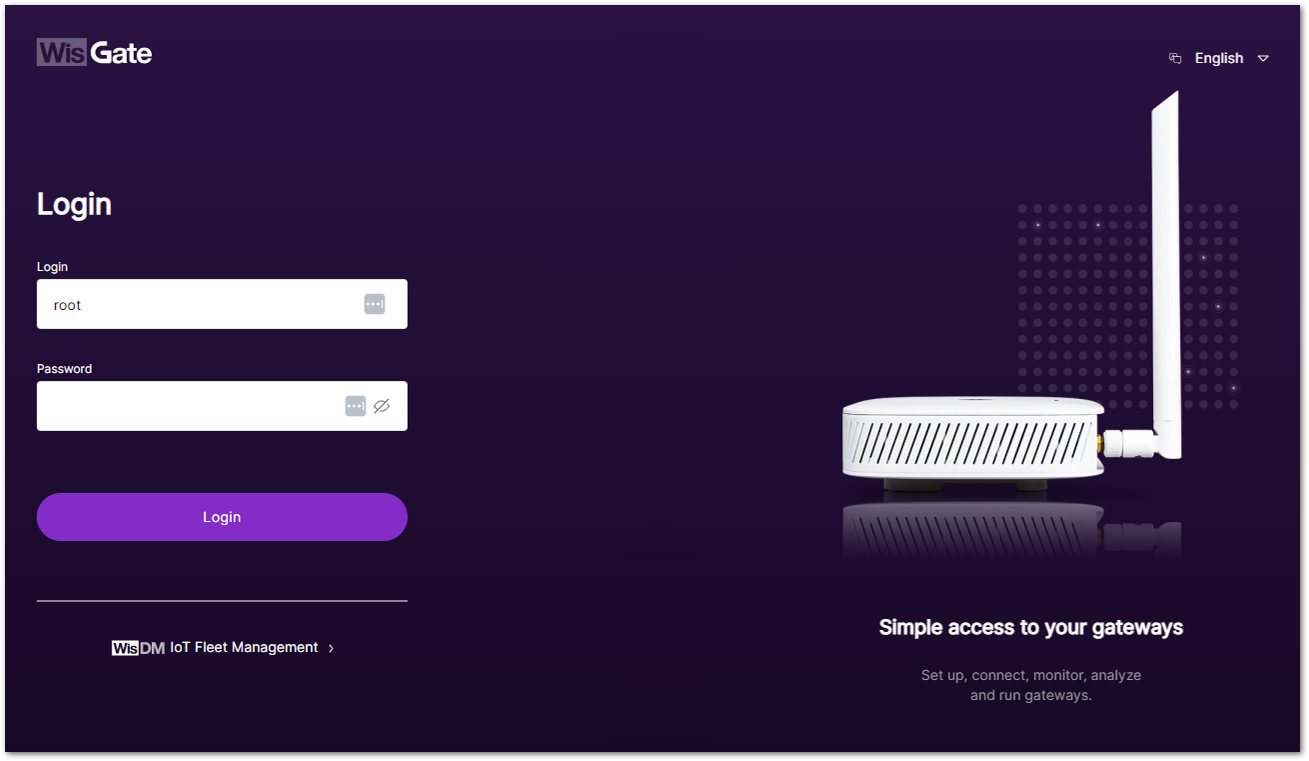 WisGate
English
Login
Login
root
Password
Login
WisDM IoT Fleet Management
Simple access to your gateways
Set up, connect, monitor, analyze
and run gateways.